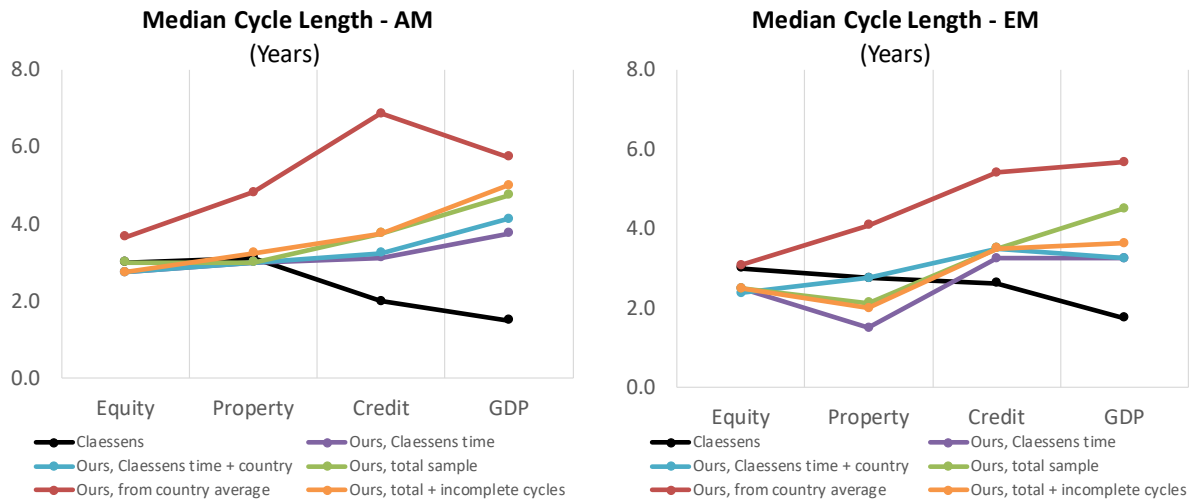 Median Cycle Length - AM
(Years)
8.0
6.0
4.0
2.0
0.0
Equity Property Credit GDP
Claessens Ours, Claessens time
Ours, Claessens time + country Ours, total sample
Ours, from country average Ours, total + incomplete cycles
Median Cycle Length - EM
(Years)
8.0
6.0
4.0
2.0
0.0
Equity Property Credit GDP
Claessens Ours, Claessens time
Ours, Claessens time + country Ours, total sample
Ours, from country average Ours, total + incomplete cycles